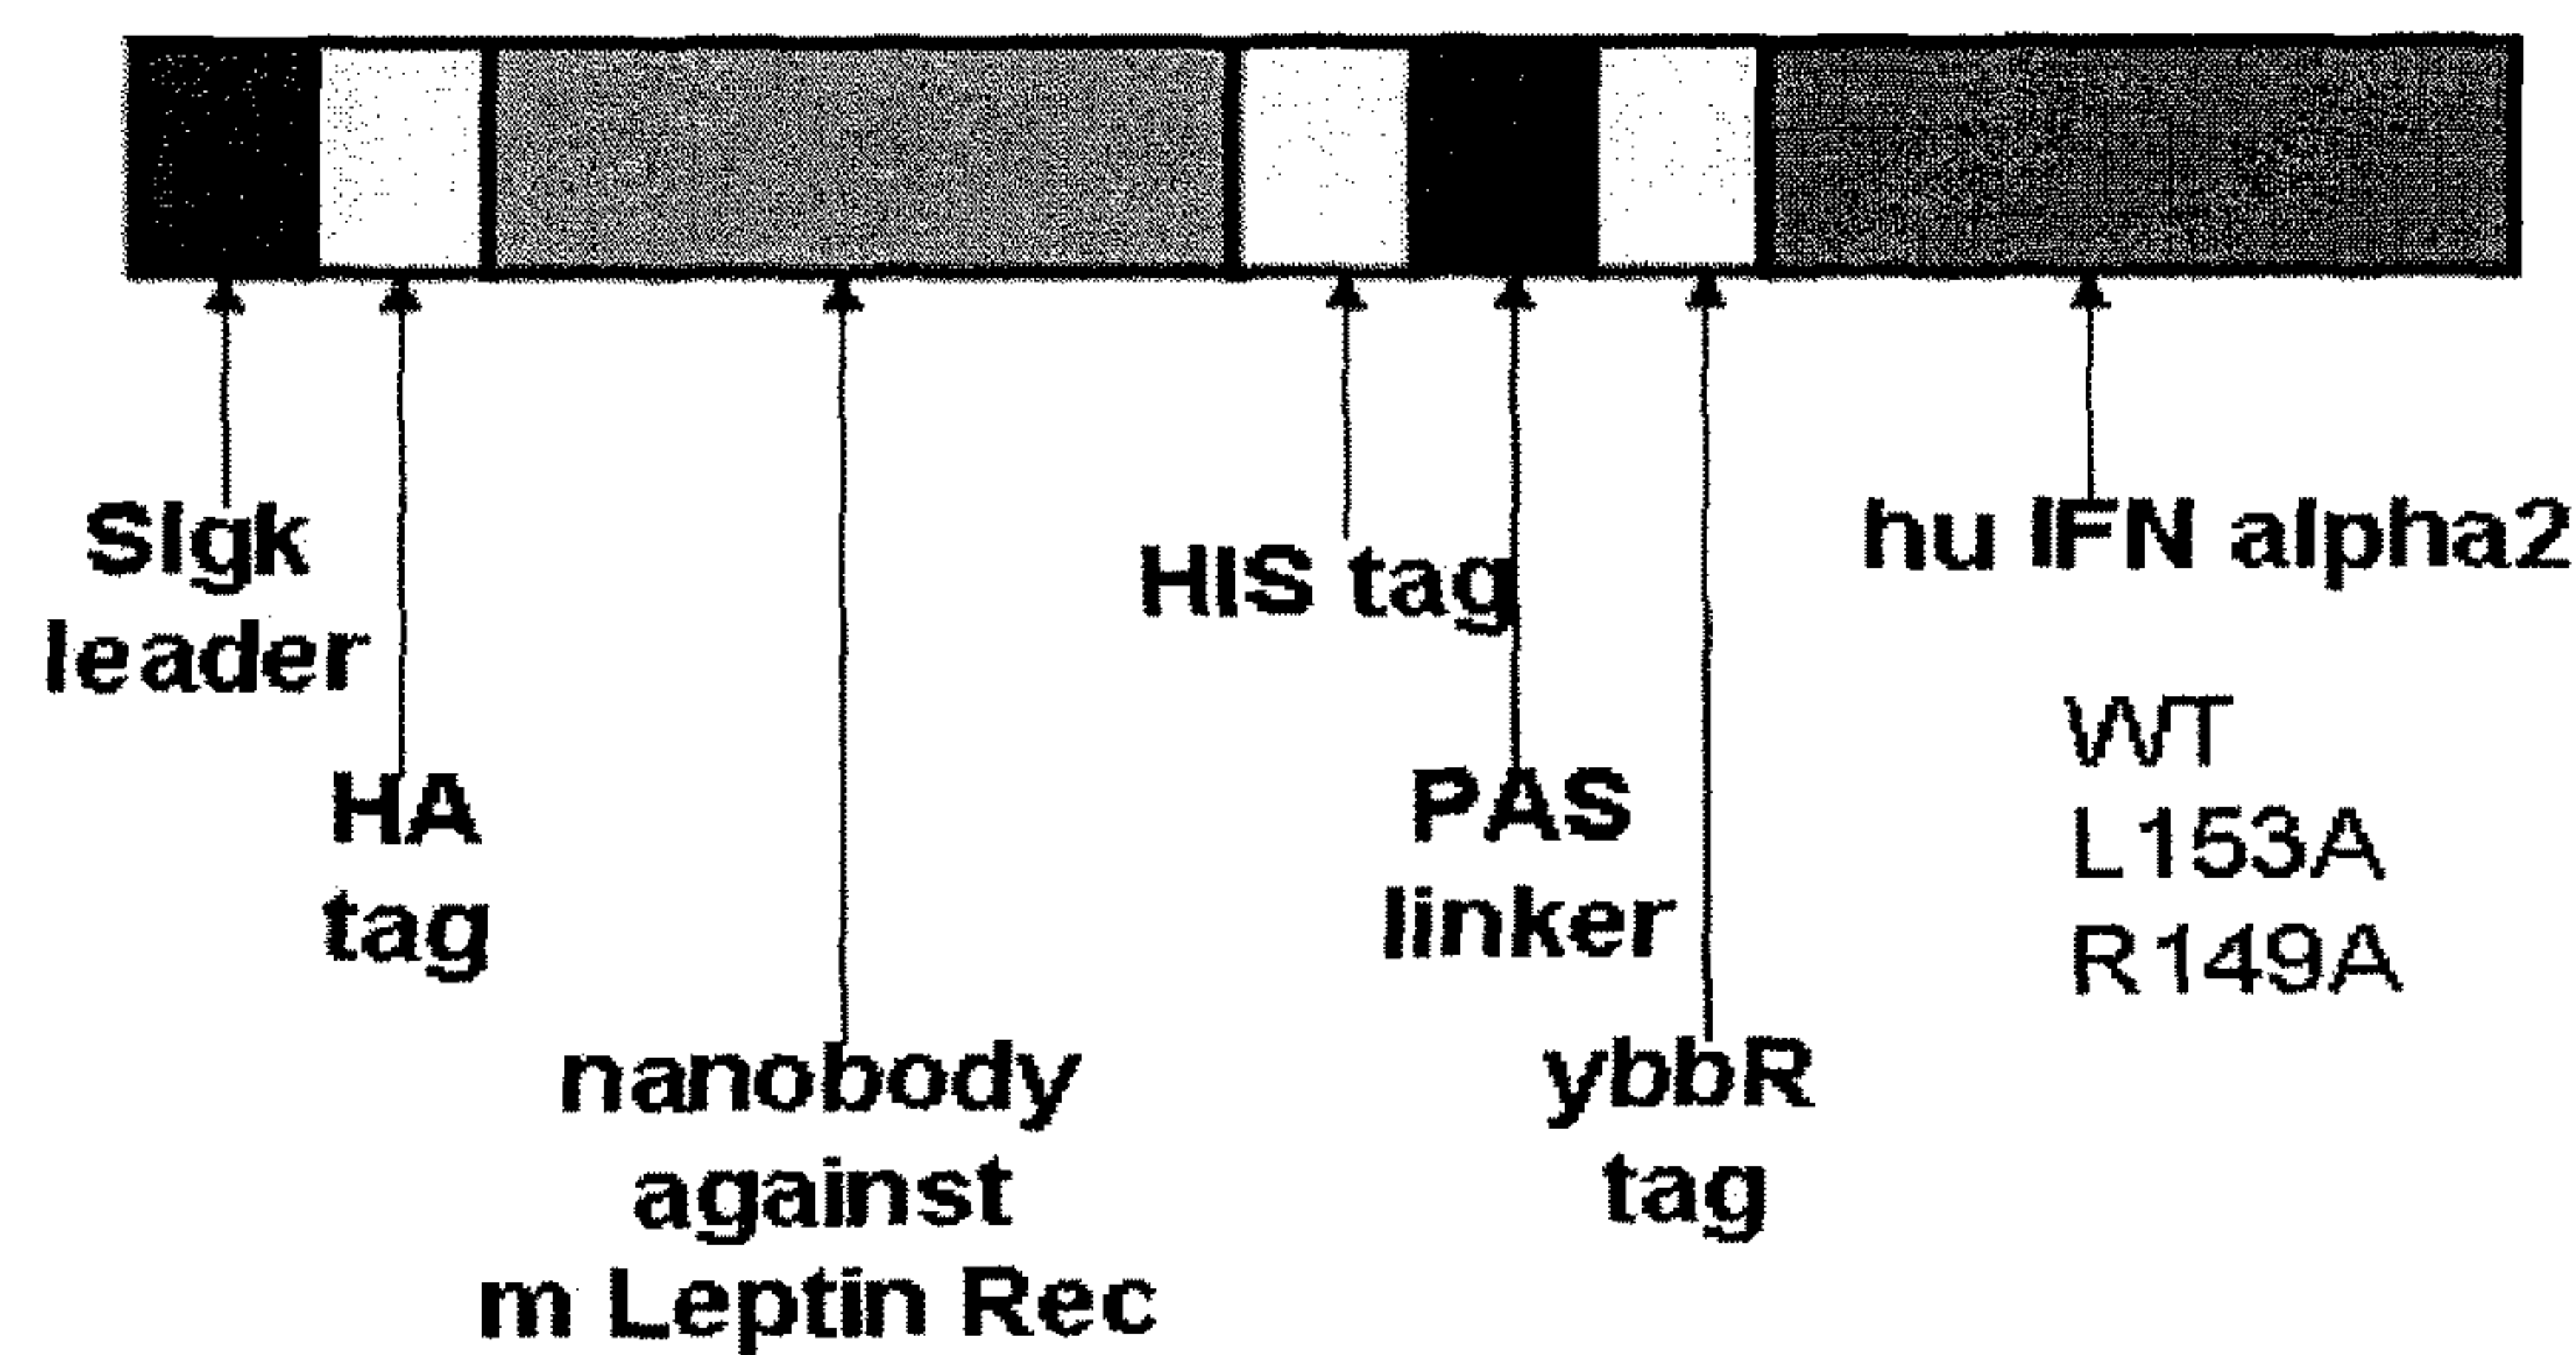 SIgk
leader
HA
tag
nanobody
against
m Leptin Rec
HIS tag
PAS
linker
ybbR
tag
hu IFN alpha2
WT
L153A
R149A